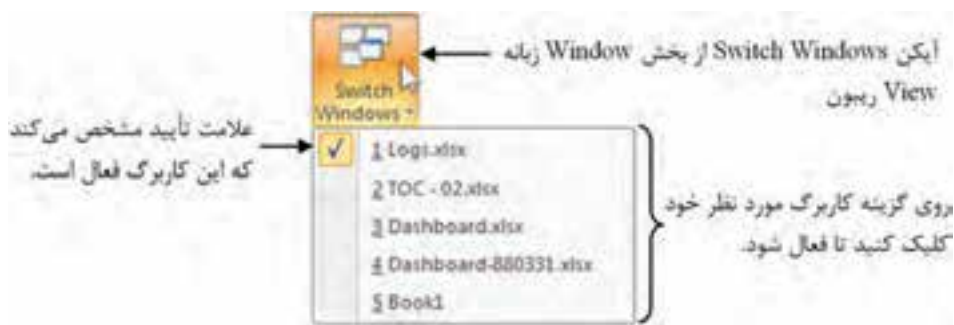 آیکن Switch Windows از بخش Window زبانه
View ریبون
Switch
Windows
علامت تأیید مشخص می‌کند
که این کاربرگ فعال است.
1 Logs.xlsx
2 TOC - 02.xlsx
3 Dashboard.xlsx
4 Dashboard-880331.xlsx
5 Book1
بروی گزینه کاربرگ مورد نظر خود
کلیک کنید تا فعال شود.